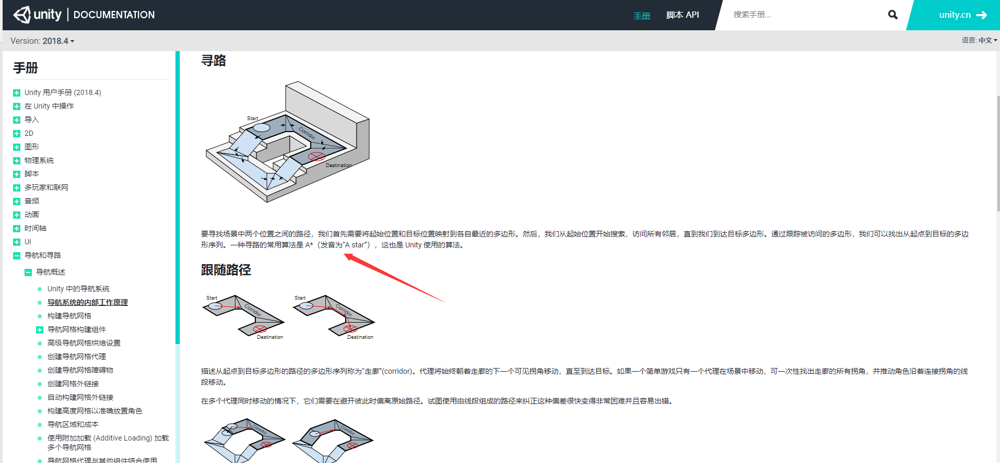 unity | DOCUMENTATION
手册
脚本 API
搜索手册...
unity.cn
Version: 2018.4
语言: 中文
手册
Unity 用户手册 (2018.4)
在 Unity 中操作
导入
2D
图形
物理系统
脚本
多玩家和联网
音频
动画
时间轴
UI
导航和寻路
导航概述
Unity 中的导航系统
导航系统的内部工作原理
构建导航网格
导航网格构建组件
高级导航网格烘焙设置
创建导航网格代理
创建导航网格障碍物
创建网格外链接
自动构建网格外链接
构建高度网格以准确放置角色
导航区域和成本
使用附加加载 (Additive Loading) 加载
多个导航网格
导航网格代理与其他组件结合使用
寻路
Start
Corridor
Destination
要寻找场景中两个位置之间的路径，我们首先需要将起始位置和目标位置映射到各自最近的多边形。然后，我们从起始位置开始搜索，访问所有邻居，直到我们到达目标多边形。通过跟踪被访问的多边形，我们可以找出从起点到目标的多边
形序列。一种寻路的常用算法是 A*（发音为“A star”），这也是 Unity 使用的算法。
跟随路径
Start
Corridor
Destination
Start
Corridor
Destination
描述从起点到目标多边形的路径的多边形序列称为“走廊”(corridor)。代理将始终朝着走廊的下一个可见拐角移动，直至到达目标。如果一个简单游戏只有一个代理在场景中移动，可一次性找出走廊的所有拐角，并推动角色沿着连接拐角的线
段移动。
在多个代理同时移动的情况下，它们需要在避开彼此时偏离原始路径。试图使用由线段组成的路径来纠正这种偏差很快变得非常困难并且容易出错。
Corridor
Corridor